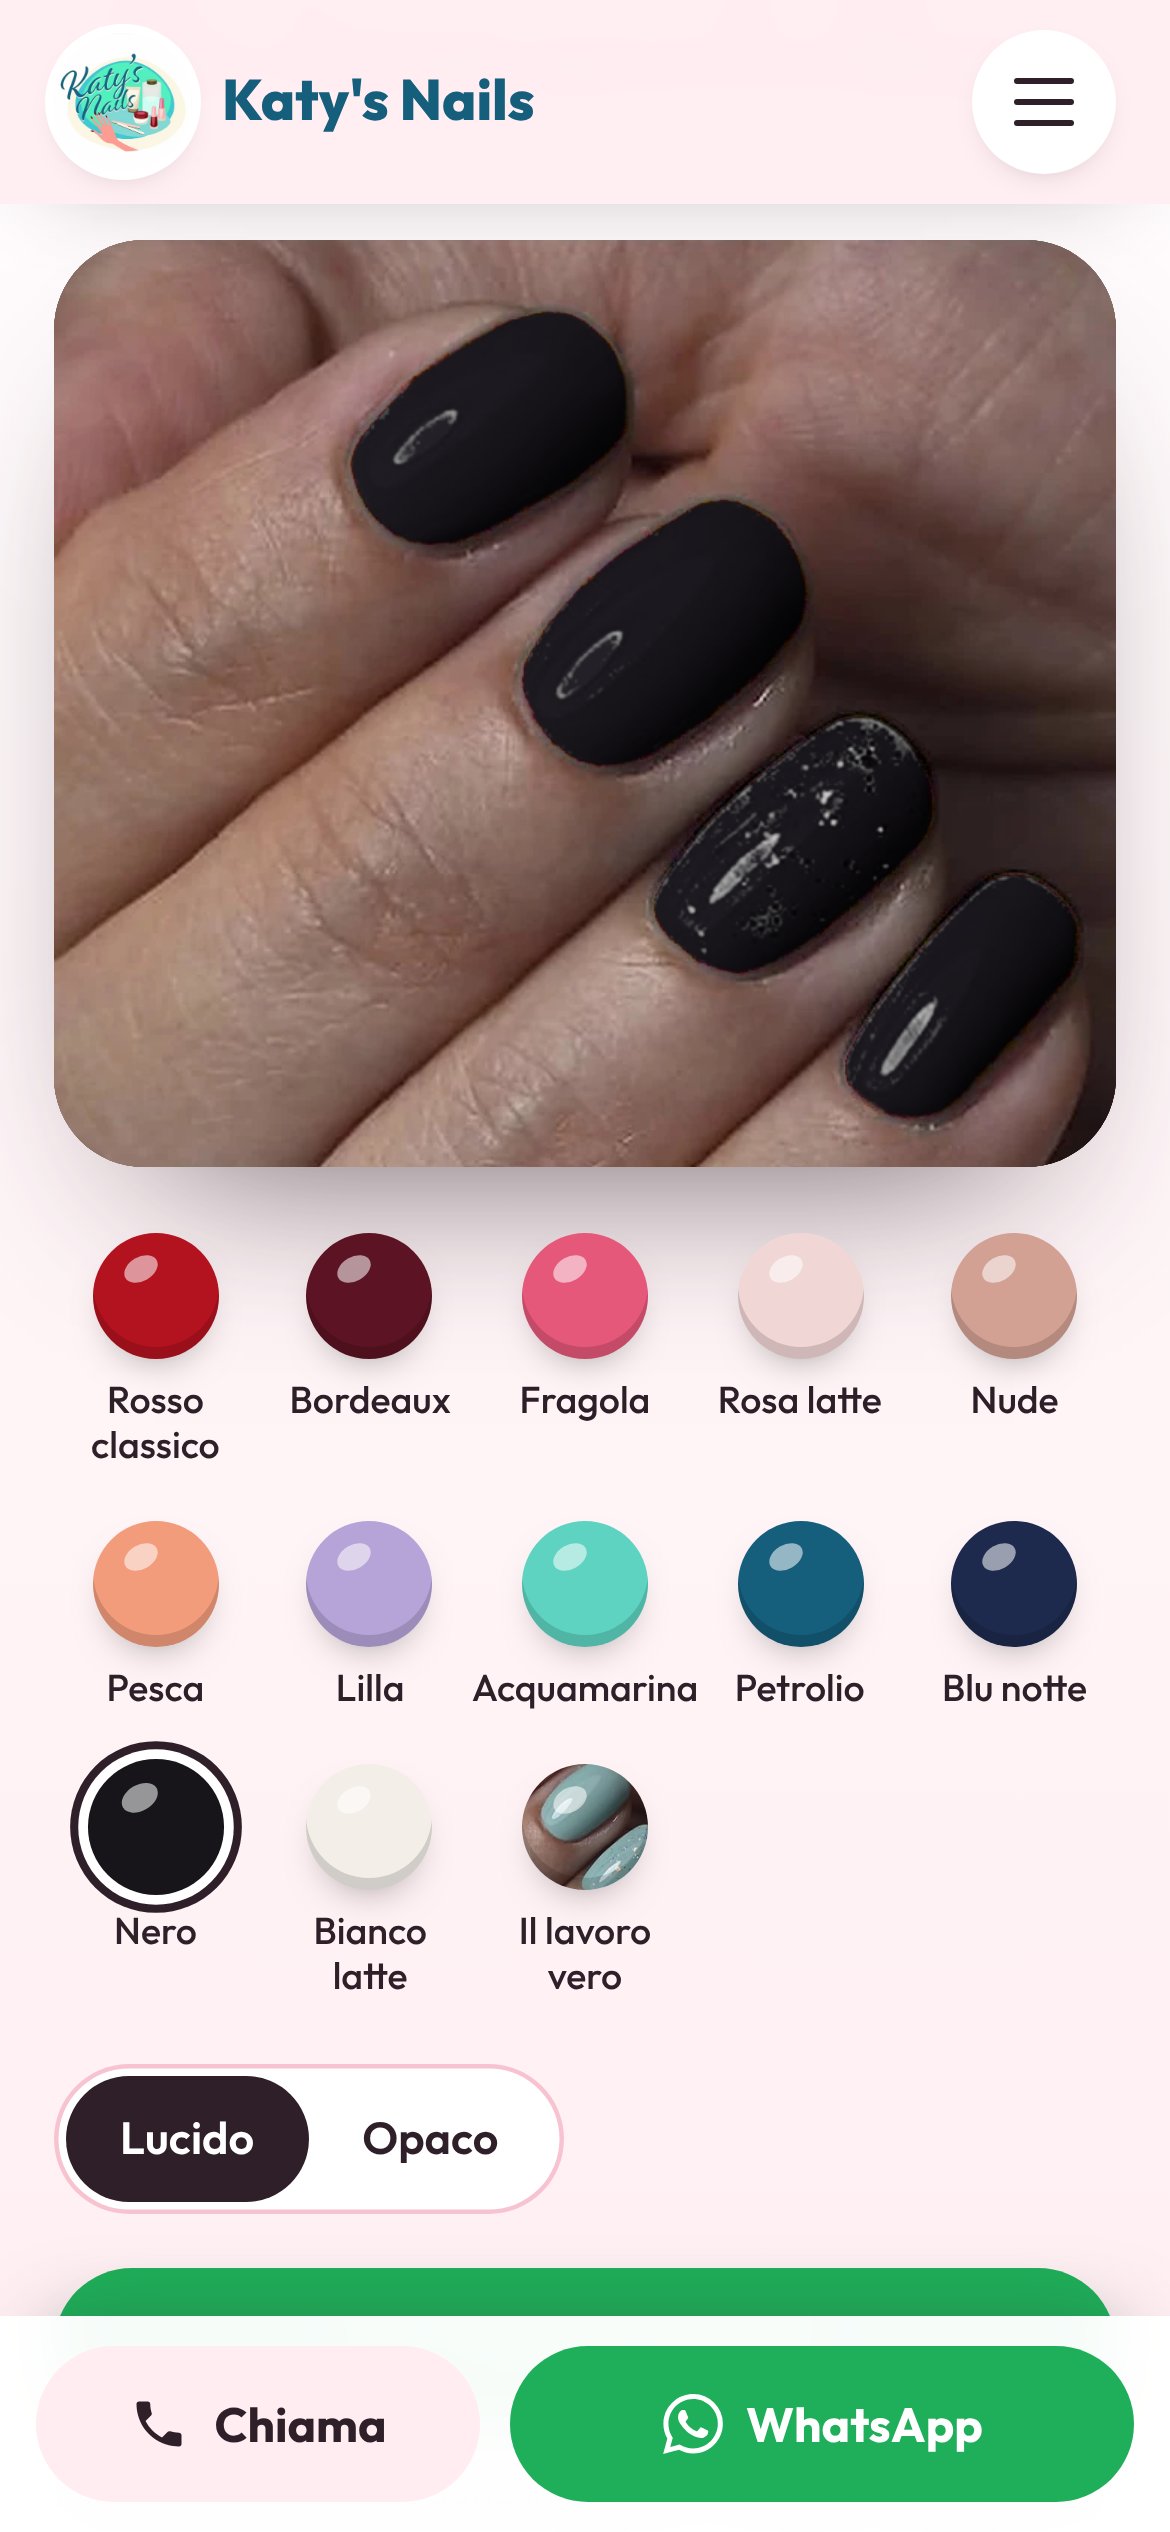 Katy's
Nails
Katy's Nails
Rosso
classico
Bordeaux
Fragola
Rosa latte
Nude
Pesca
Lilla
Acquamarina
Petrolio
Blu notte
Nero
Bianco
latte
Il lavoro
vero
Lucido
Opaco
Chiama
WhatsApp